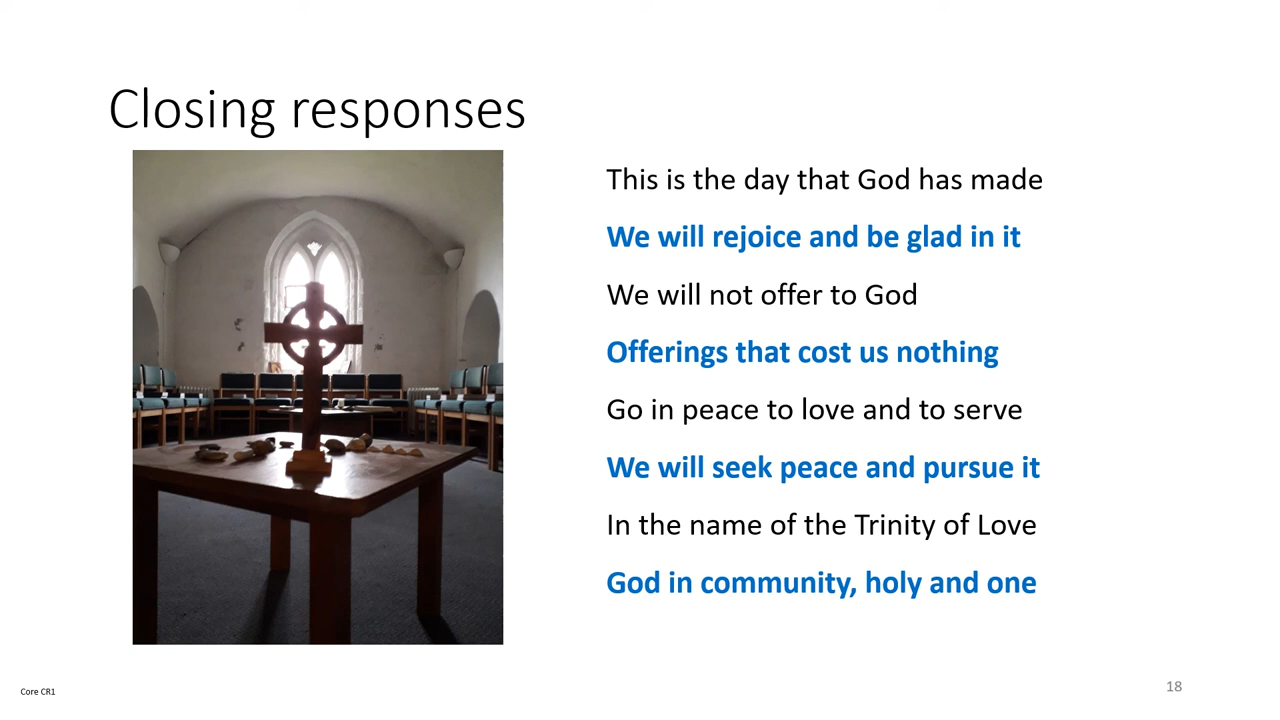 Closing responses
This is the day that God has made
We will rejoice and be glad in it
We will not offer to God
Offerings that cost us nothing
Go in peace to love and to serve
We will seek peace and pursue it
In the name of the Trinity of Love
God in community, holy and one
Core CR1
18